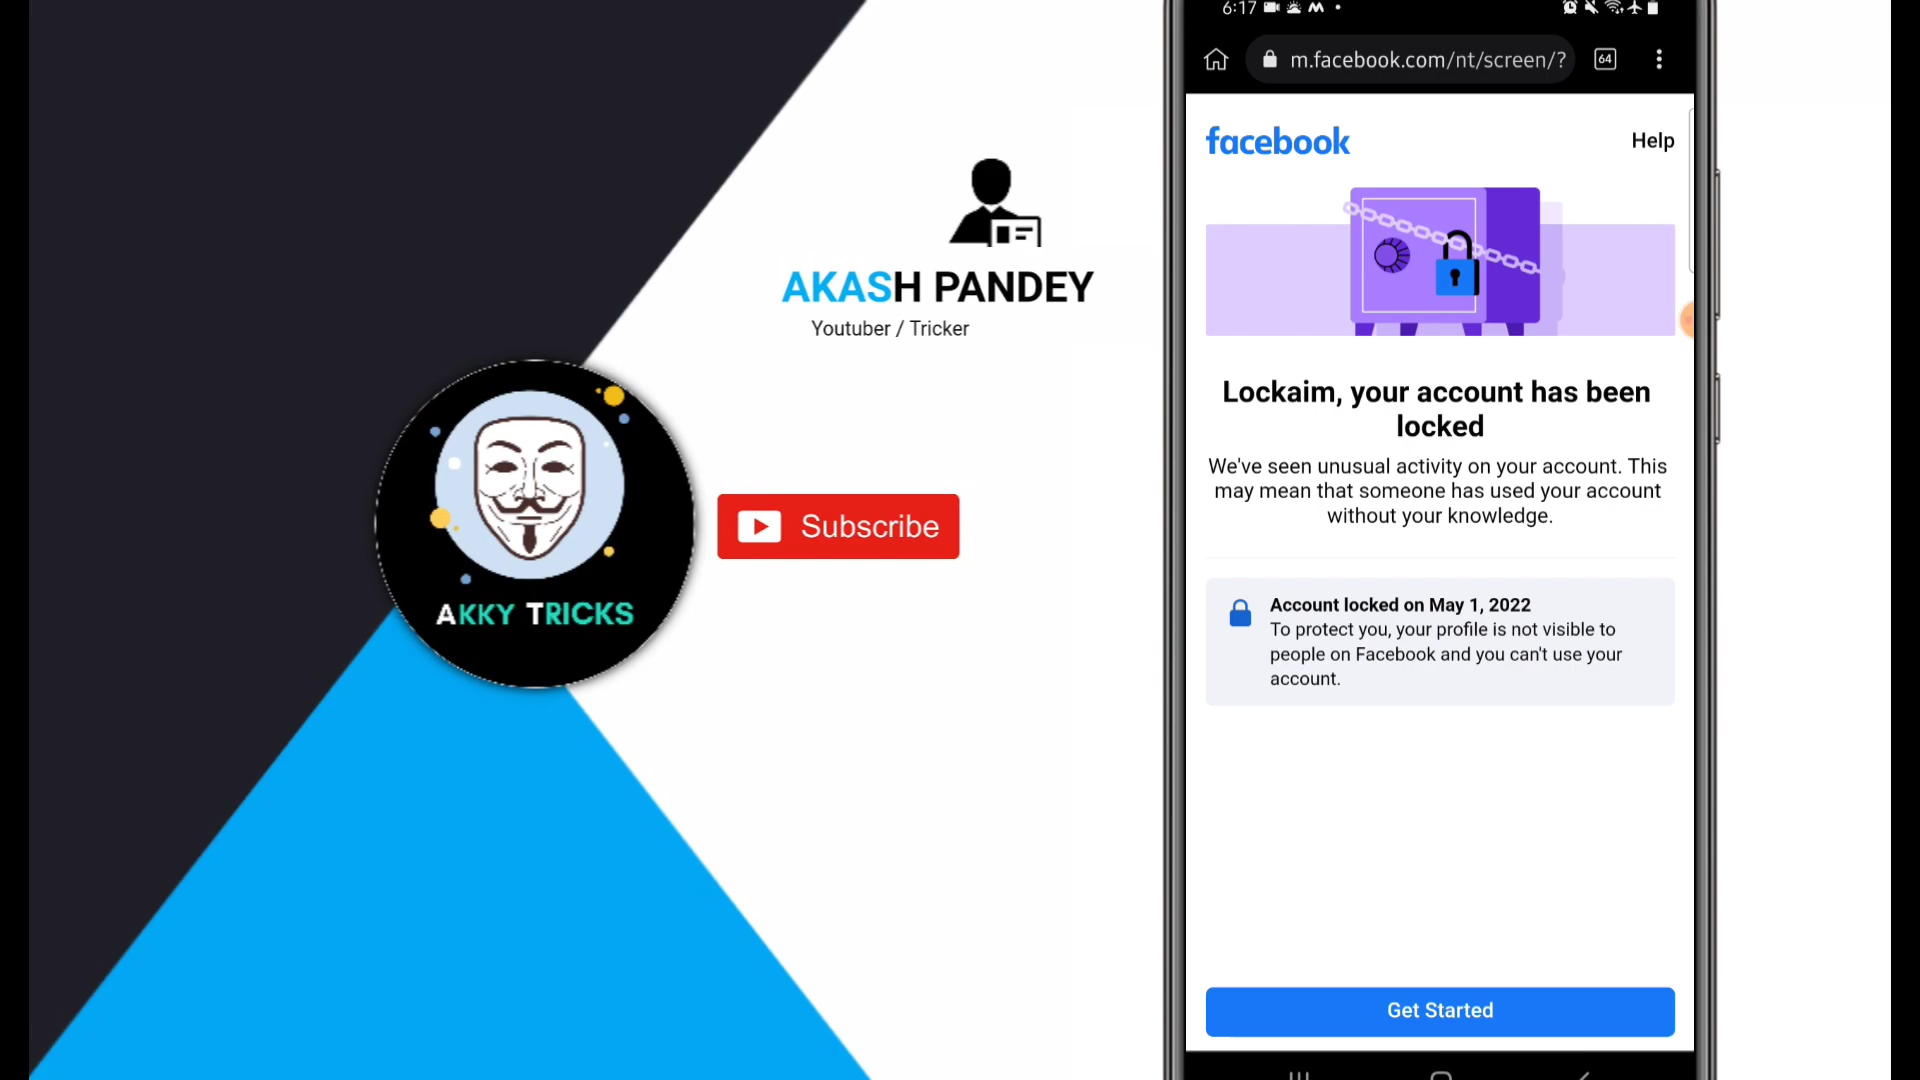 AKASH PANDEY
Youtuber / Tricker
AKKY TRICKS
Subscribe
6:17
m.facebook.com/nt/screen/?
64
facebook
Help
Lockaim, your account has been
locked
We've seen unusual activity on your account. This
may mean that someone has used your account
without your knowledge.
Account locked on May 1, 2022
To protect you, your profile is not visible to
people on Facebook and you can't use your
account.
Get Started